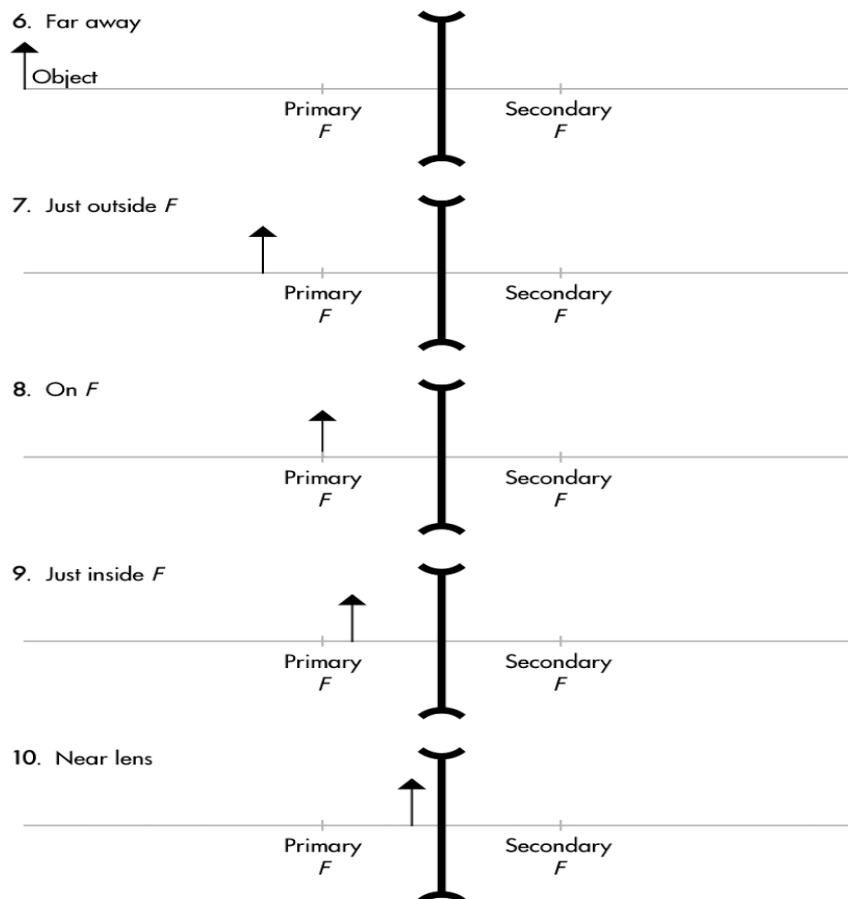 6. Far away
Object
Primary Secondary
F F
7. Just outside F
Primary Secondary
F F
8. On F
Primary Secondary
F F
9. Just inside F
Primary Secondary
F F
10. Near lens
Primary Secondary
F F